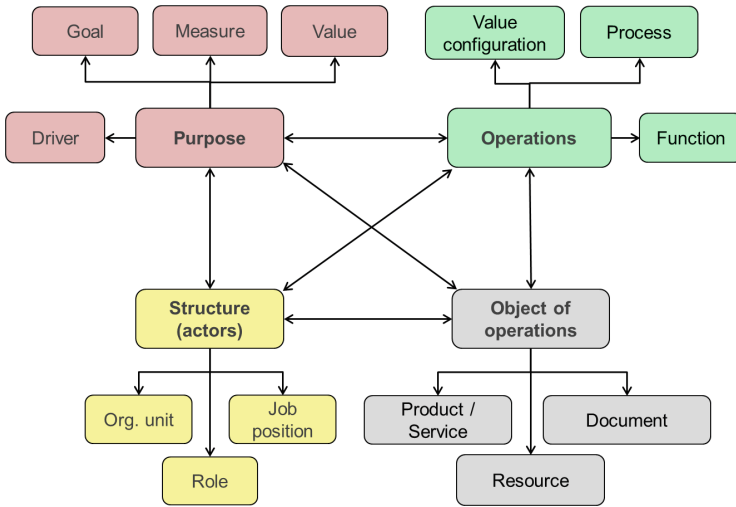 Goal
Measure
Value
Value
configuration
Process
Driver
Purpose
Operations
Function
Structure
(actors)
Object of
operations
Org. unit
Job
position
Product /
Service
Document
Role
Resource